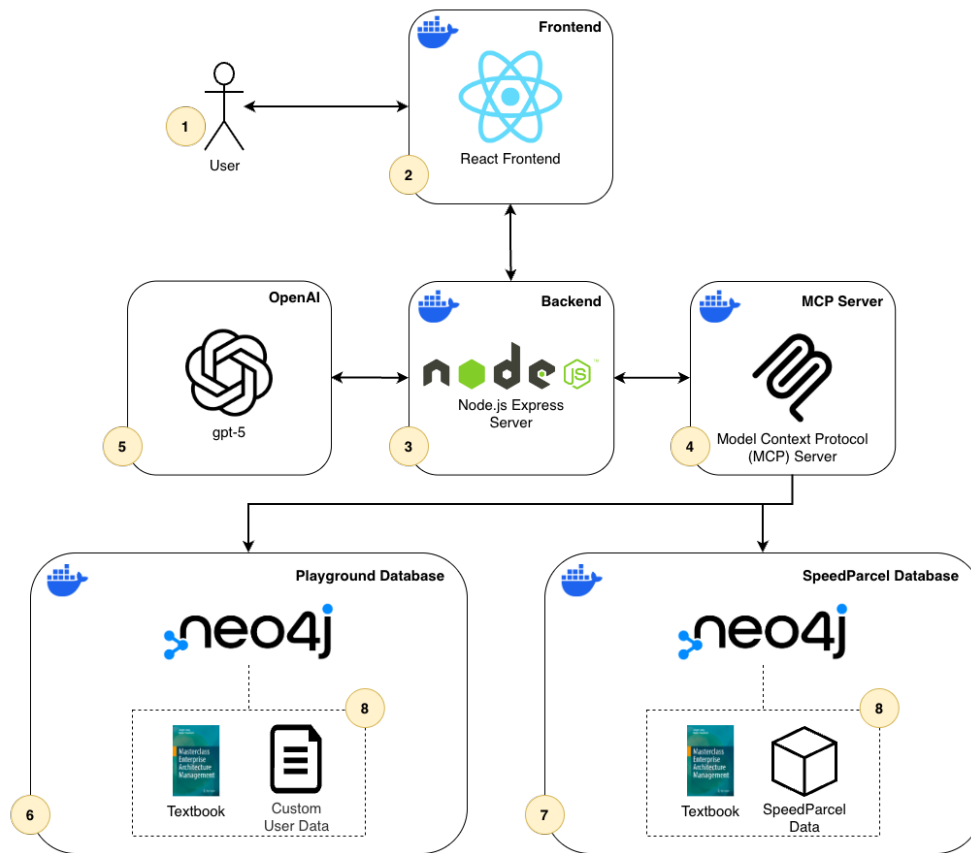 Frontend
React Frontend
1
User
2
OpenAI
gpt-5
5
Backend
node
JS
™
Node.js Express
Server
3
MCP Server
Model Context Protocol
(MCP) Server
4
Playground Database
neo4j
8
Masterclass
Enterprise
Architecture
Management
Textbook
Custom
User Data
6
SpeedParcel Database
neo4j
8
Masterclass
Enterprise
Architecture
Management
Textbook
SpeedParcel
Data
7